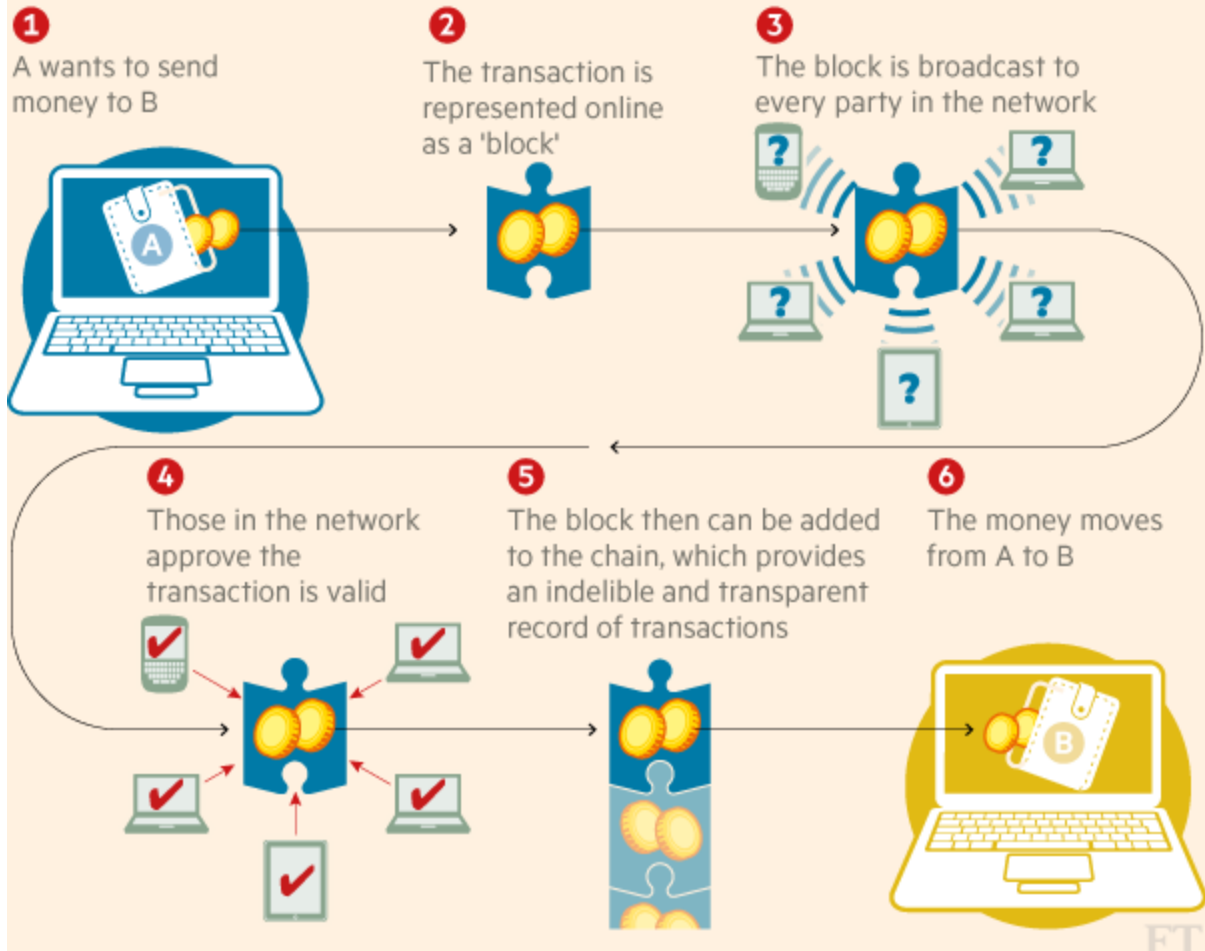 1
A wants to send
money to B
2
The transaction is
represented online
as a 'block'
3
The block is broadcast to
every party in the network
A
?
?
?
?
?
4
Those in the network
approve the
transaction is valid
5
The block then can be added
to the chain, which provides
an indelible and transparent
record of transactions
6
The money moves
from A to B
B
FT